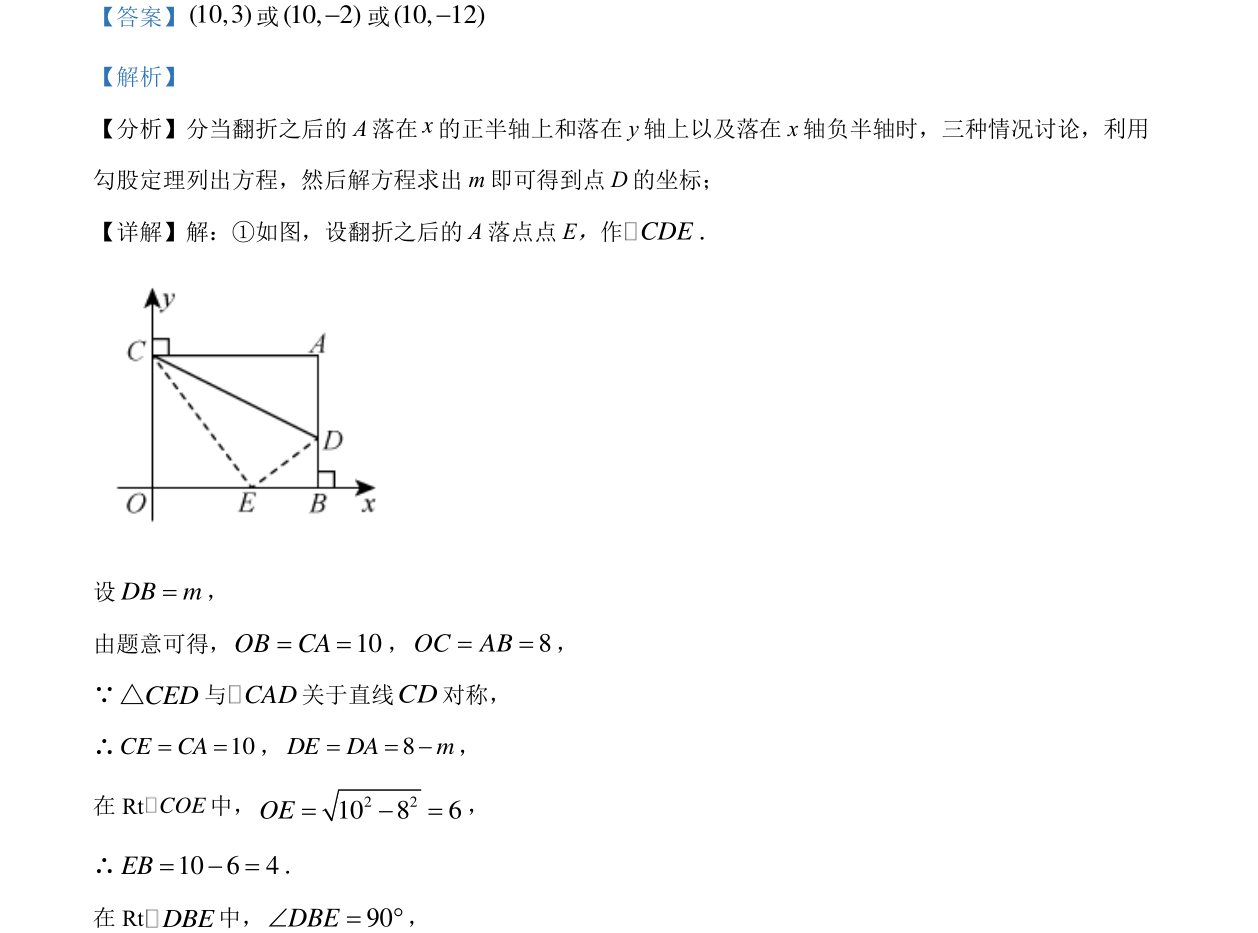 【答案】(10,3)或(10,−2)或(10,−12)
【解析】
【分析】分当翻折之后的 A 落在 x 的正半轴上和落在 y 轴上以及落在 x 轴负半轴时，三种情况讨论，利用
勾股定理列出方程，然后解方程求出 m 即可得到点 D 的坐标；
【详解】解：①如图，设翻折之后的 A 落点点 E，作▯CDE．
y
C
A
D
O
E
B
x
设 DB = m，
由题意可得，OB = CA = 10，OC = AB = 8，
∵△CED 与▯CAD 关于直线 CD 对称，
∴CE = CA = 10，DE = DA = 8 − m，
在 Rt▯COE 中，OE = √(10² − 8²) = 6，
∴EB = 10 − 6 = 4．
在 Rt▯DBE 中，∠DBE = 90°，